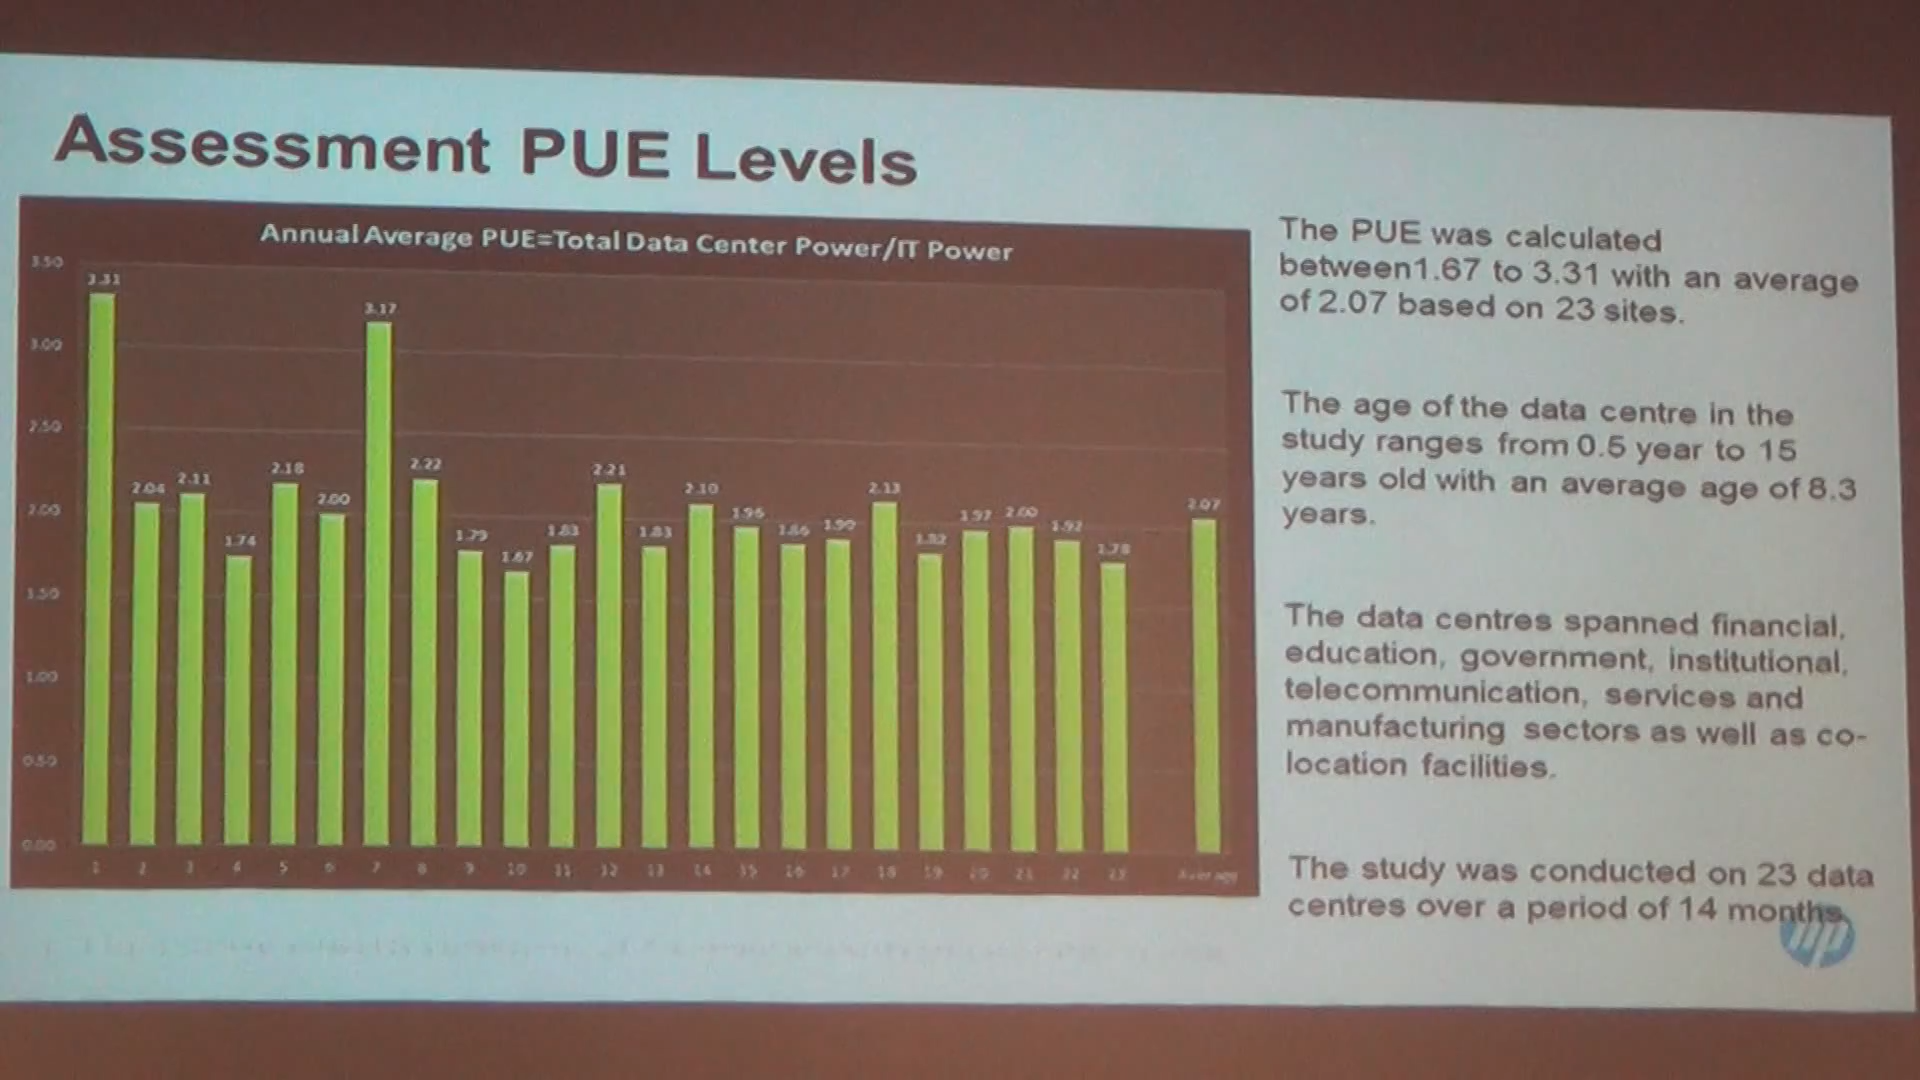 Assessment PUE Levels
Annual Average PUE=Total Data Center Power/IT Power
3.50
3.00
2.50
2.00
1.50
1.00
0.50
0.00
3.31
2.04
2.11
1.74
2.18
2.00
3.17
2.22
1.79
1.67
1.83
2.21
1.83
2.10
1.96
1.86
1.90
2.13
1.82
1.97
2.00
1.92
1.78
2.07
1 2 3 4 5 6 7 8 9 10 11 12 13 14 15 16 17 18 19 20 21 22 23 Average
The PUE was calculated
between1.67 to 3.31 with an average
of 2.07 based on 23 sites.
The age of the data centre in the
study ranges from 0.5 year to 15
years old with an average age of 8.3
years.
The data centres spanned financial,
education, government, institutional,
telecommunication, services and
manufacturing sectors as well as co-
location facilities.
The study was conducted on 23 data
centres over a period of 14 months
hp